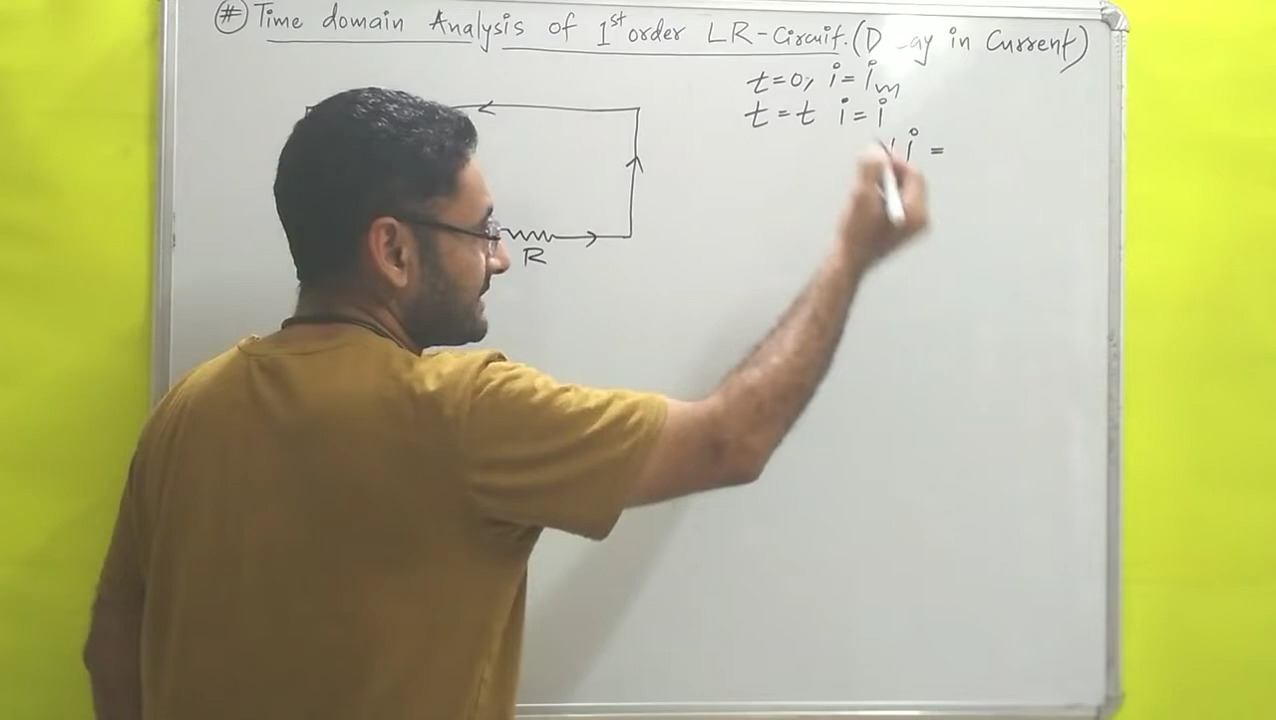 # Time domain Analysis of 1st order LR-Circuit. (D ay in Current)
t=0, i=im
t=t i=i
i =
R